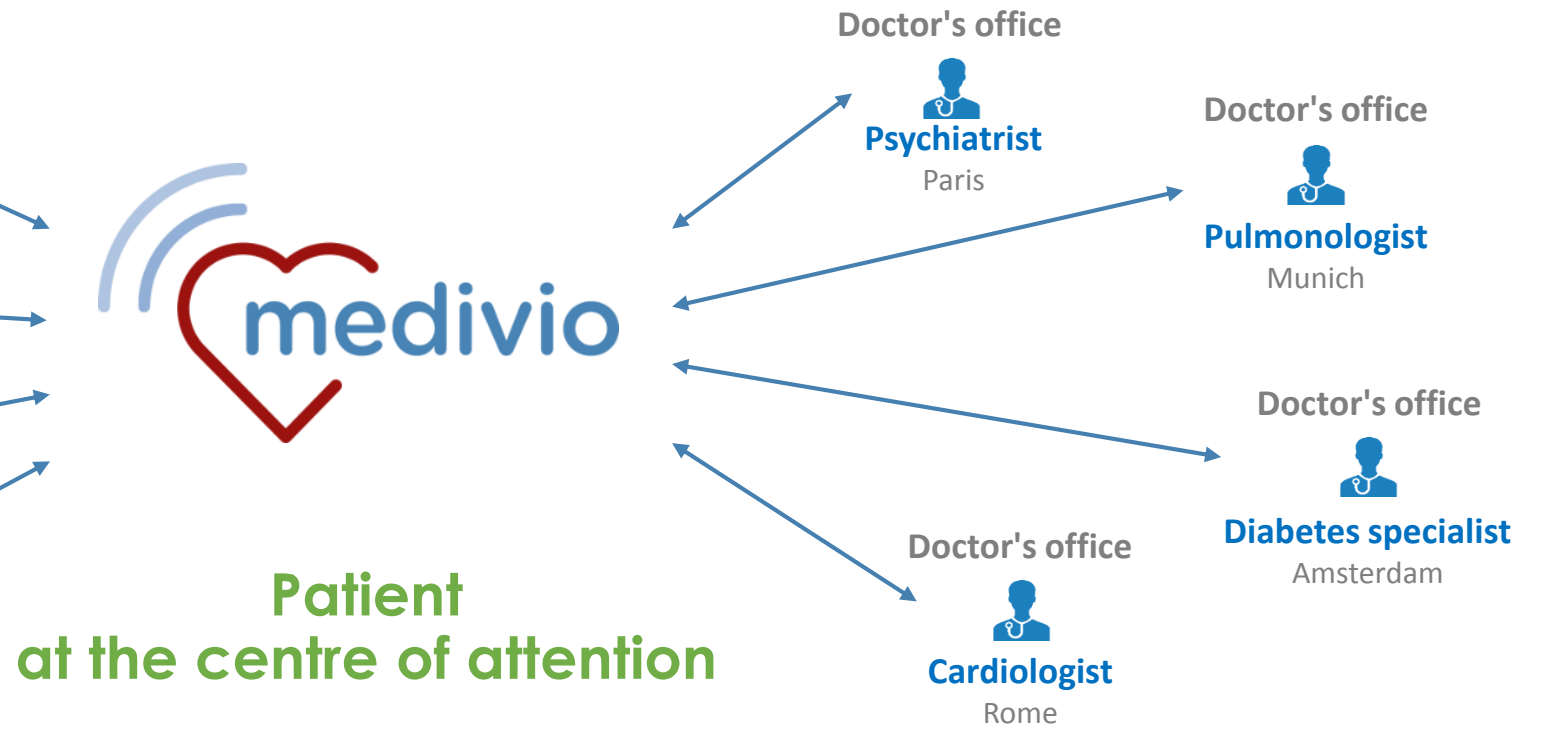 Doctor's office
Psychiatrist
Paris
Doctor's office
Pulmonologist
Munich
medivio
Doctor's office
Diabetes specialist
Amsterdam
Doctor's office
Cardiologist
Rome
Patient
at the centre of attention